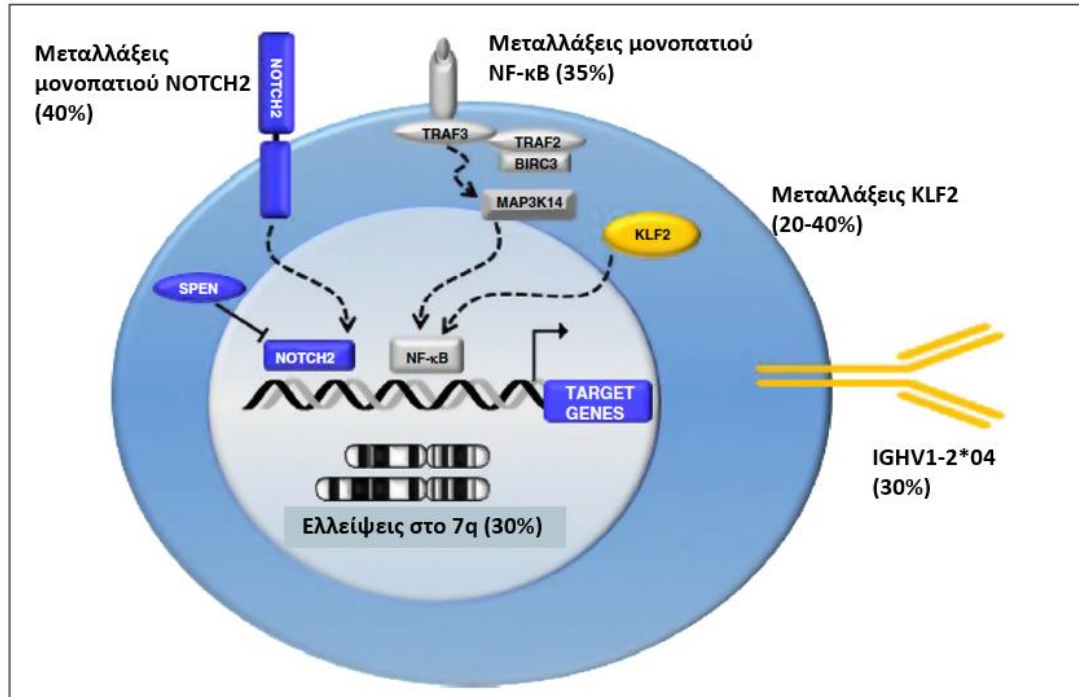 Μεταλλάξεις
μονοπατιού NOTCH2
(40%)
Μεταλλάξεις μονοπατιού
NF-κB (35%)
NOTCH2
TRAF3
TRAF2
BIRC3
MAP3K14
Μεταλλάξεις KLF2
(20-40%)
KLF2
SPEN
NOTCH2
NF-κB
TARGET
GENES
IGHV1-2*04
(30%)
Ελλείψεις στο 7q (30%)